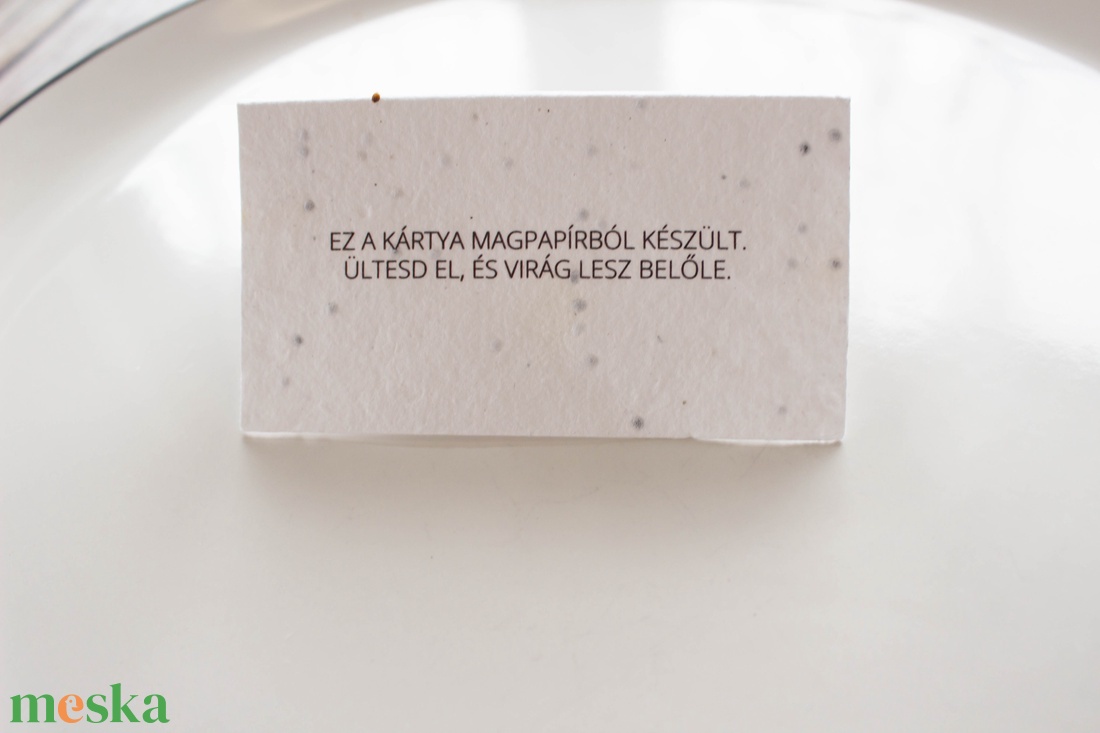 EZ A KÁRTYA MAGPAPÍRBÓL KÉSZÜLT.
ÜLTESD EL, ÉS VIRÁG LESZ BELŐLE.
meska